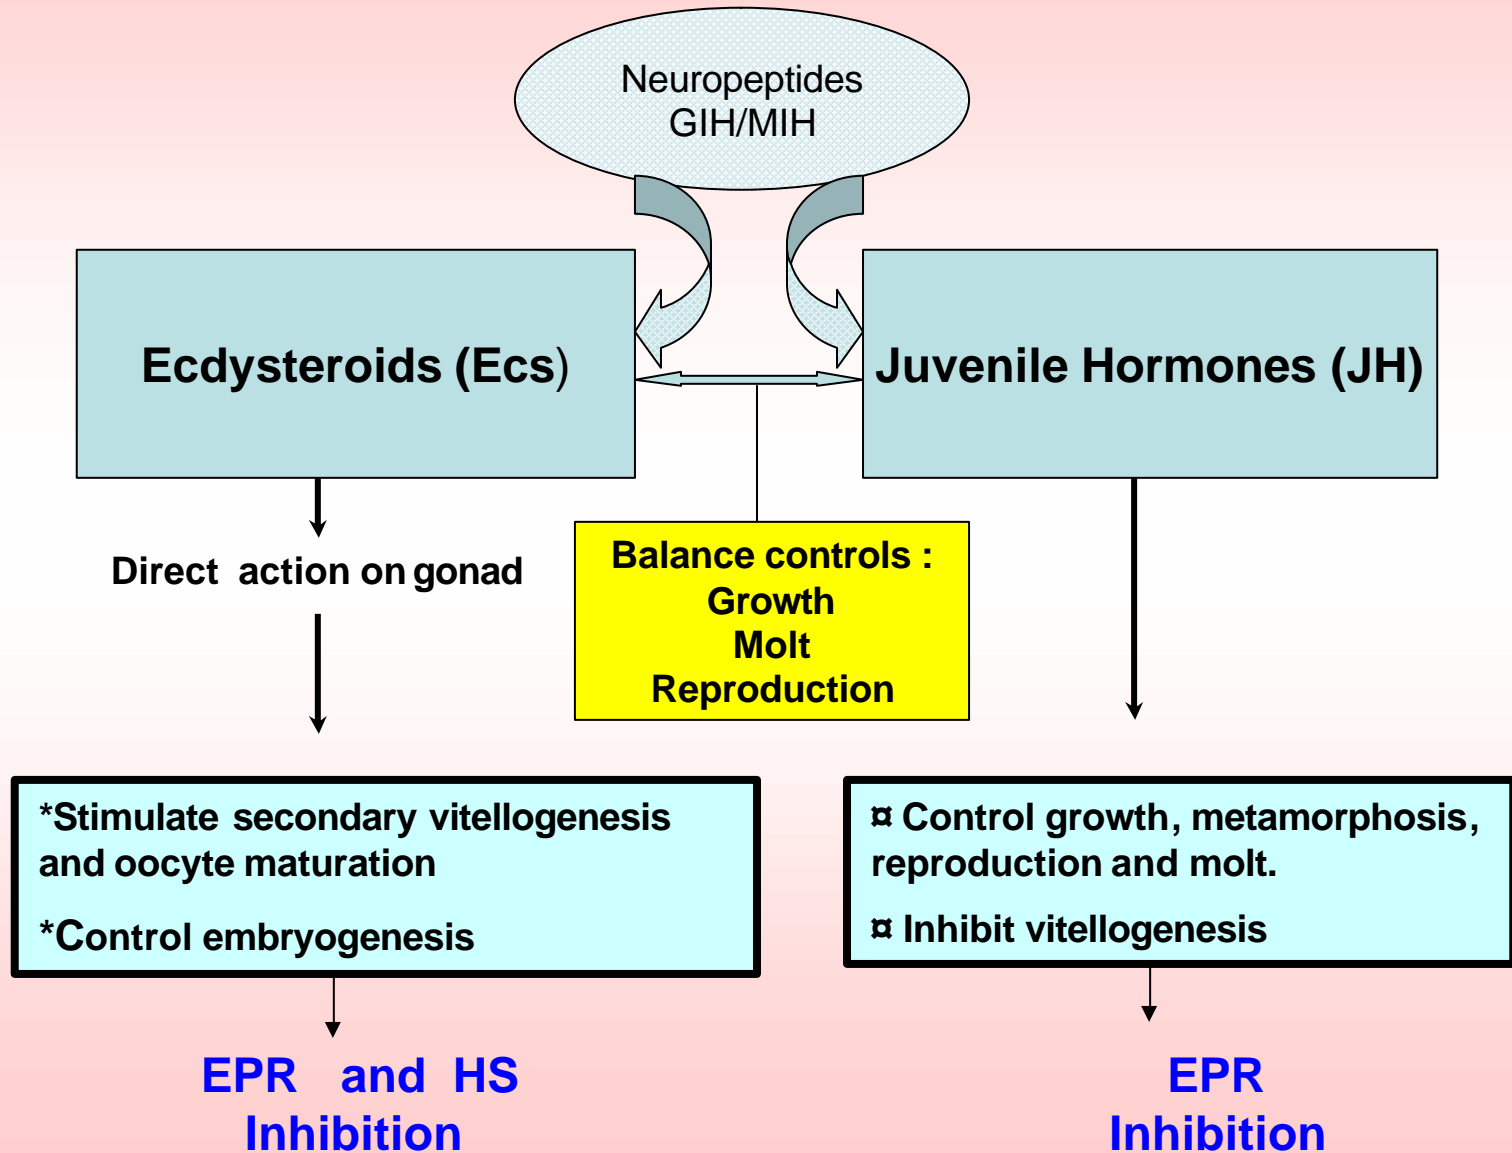 Neuropeptides
GIH/MIH
Ecdysteroids (Ecs)
Juvenile Hormones (JH)
Direct action on gonad
Balance controls :
Growth
Molt
Reproduction
*Stimulate secondary vitellogenesis
and oocyte maturation
*Control embryogenesis
¤ Control growth, metamorphosis,
reproduction and molt.
¤ Inhibit vitellogenesis
EPR and HS
Inhibition
EPR
Inhibition